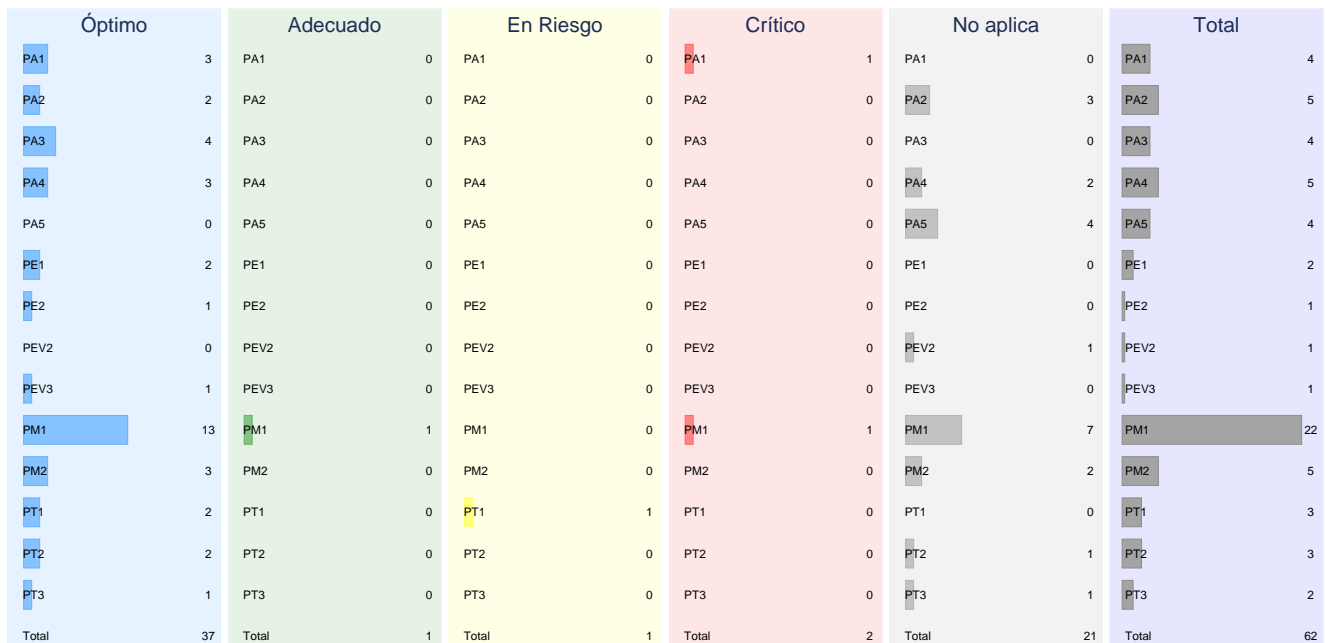 Óptimo Adecuado En Riesgo Crítico No aplica Total
PA1 3 PA1 0 PA1 0 PA1 1 PA1 0 PA1 4
PA2 2 PA2 0 PA2 0 PA2 0 PA2 3 PA2 5
PA3 4 PA3 0 PA3 0 PA3 0 PA3 0 PA3 4
PA4 3 PA4 0 PA4 0 PA4 0 PA4 2 PA4 5
PA5 0 PA5 0 PA5 0 PA5 0 PA5 4 PA5 4
PE1 2 PE1 0 PE1 0 PE1 0 PE1 0 PE1 2
PE2 1 PE2 0 PE2 0 PE2 0 PE2 0 PE2 1
PEV2 0 PEV2 0 PEV2 0 PEV2 0 PEV2 1 PEV2 1
PEV3 1 PEV3 0 PEV3 0 PEV3 0 PEV3 0 PEV3 1
PM1 13 PM1 1 PM1 0 PM1 1 PM1 7 PM1 22
PM2 3 PM2 0 PM2 0 PM2 0 PM2 2 PM2 5
PT1 2 PT1 0 PT1 1 PT1 0 PT1 0 PT1 3
PT2 2 PT2 0 PT2 0 PT2 0 PT2 1 PT2 3
PT3 1 PT3 0 PT3 0 PT3 0 PT3 1 PT3 2
Total 37 Total 1 Total 1 Total 2 Total 21 Total 62